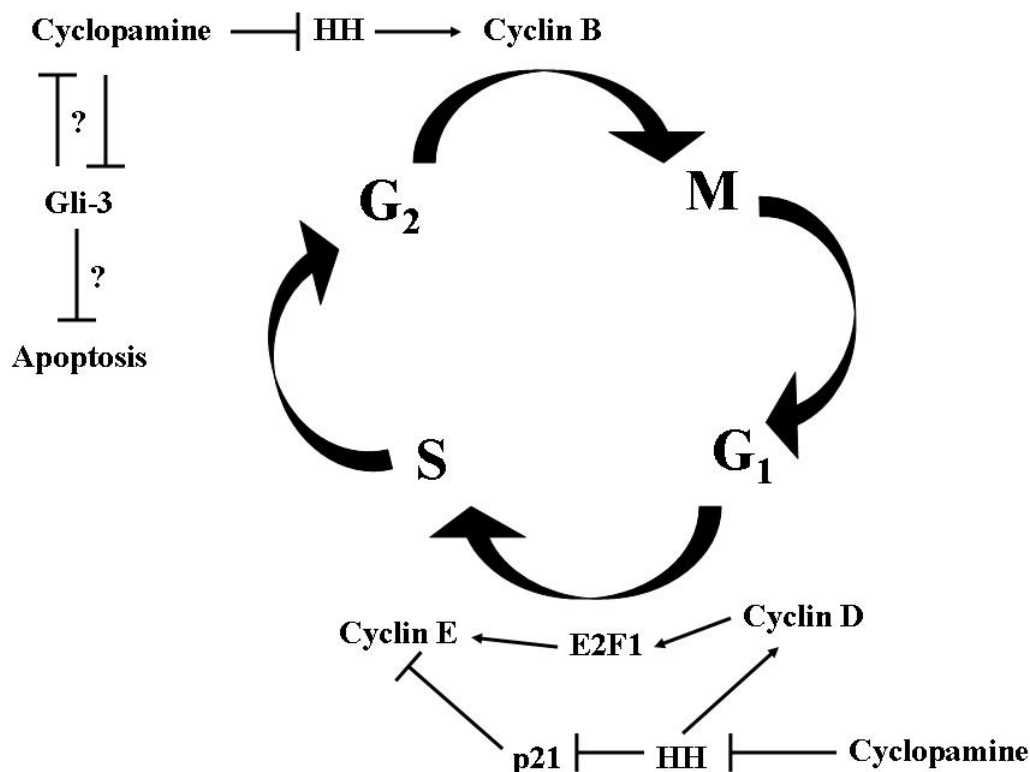 Cyclopamine HH Cyclin B
?
Gli-3
?
Apoptosis
G₂ M
S G₁
Cyclin E E2F1 Cyclin D
p21 HH Cyclopamine